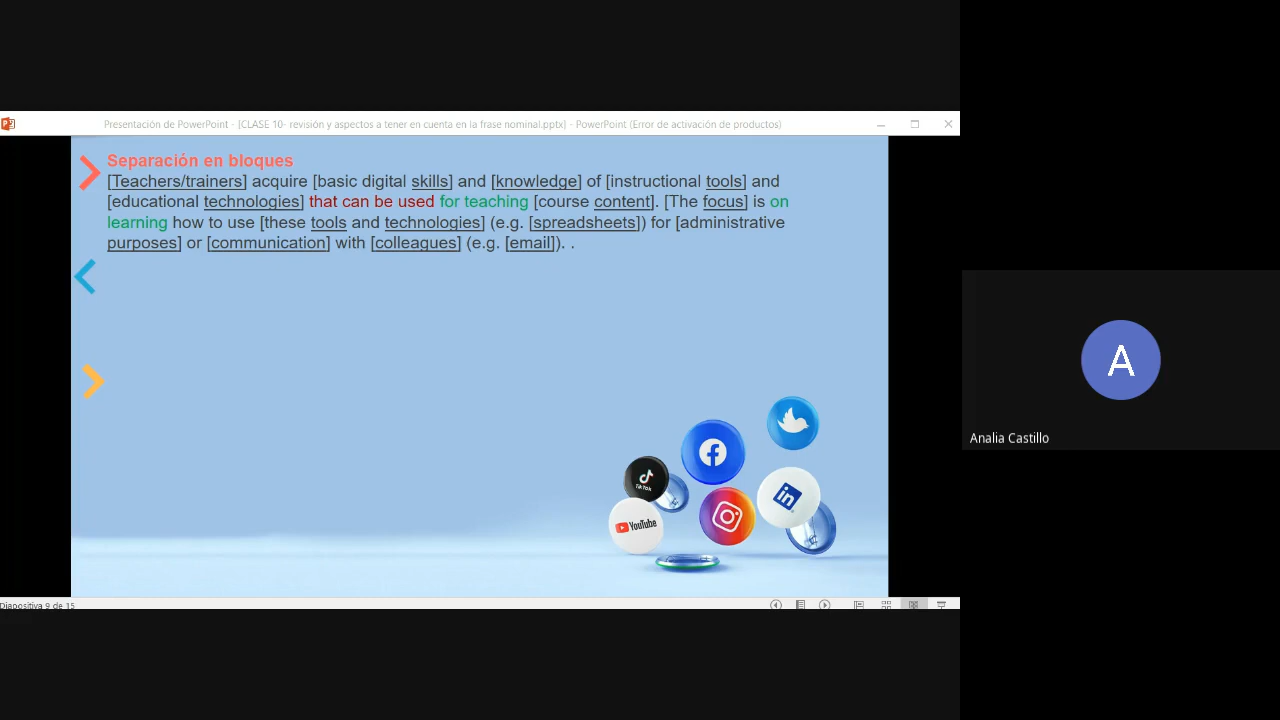 Presentación de PowerPoint - [CLASE 10- revisión y aspectos a tener en cuenta en la frase nominal.pptx] - PowerPoint (Error de activación de productos)
Separación en bloques
[Teachers/trainers] acquire [basic digital skills] and [knowledge] of [instructional tools] and
[educational technologies] that can be used for teaching [course content]. [The focus] is on
learning how to use [these tools and technologies] (e.g. [spreadsheets]) for [administrative
purposes] or [communication] with [colleagues] (e.g. [email]). .
TikTok
YouTube
in
A
Analia Castillo
Diapositiva 9 de 15